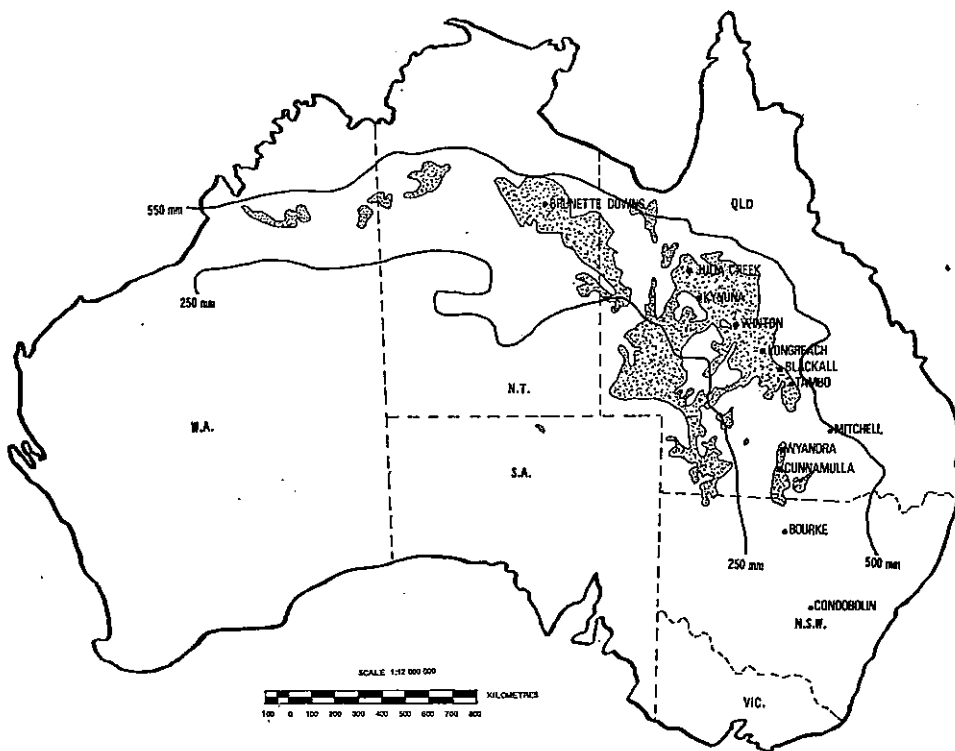 550 mm
BRUNETTE DOWNS
QLD
JULIA CREEK
250 mm
KYNUNA
WINTON
LONGREACH
BLACKALL
TAMBO
N.T.
W.A.
MITCHELL
WYANDRA
S.A.
CUNNAMULLA
BOURKE
250 mm
500 mm
CONDOBOLIN
N.S.W.
SCALE 1:12 000 000
KILOMETRES
100 0 100 200 300 400 500 600 700 800
VIC.